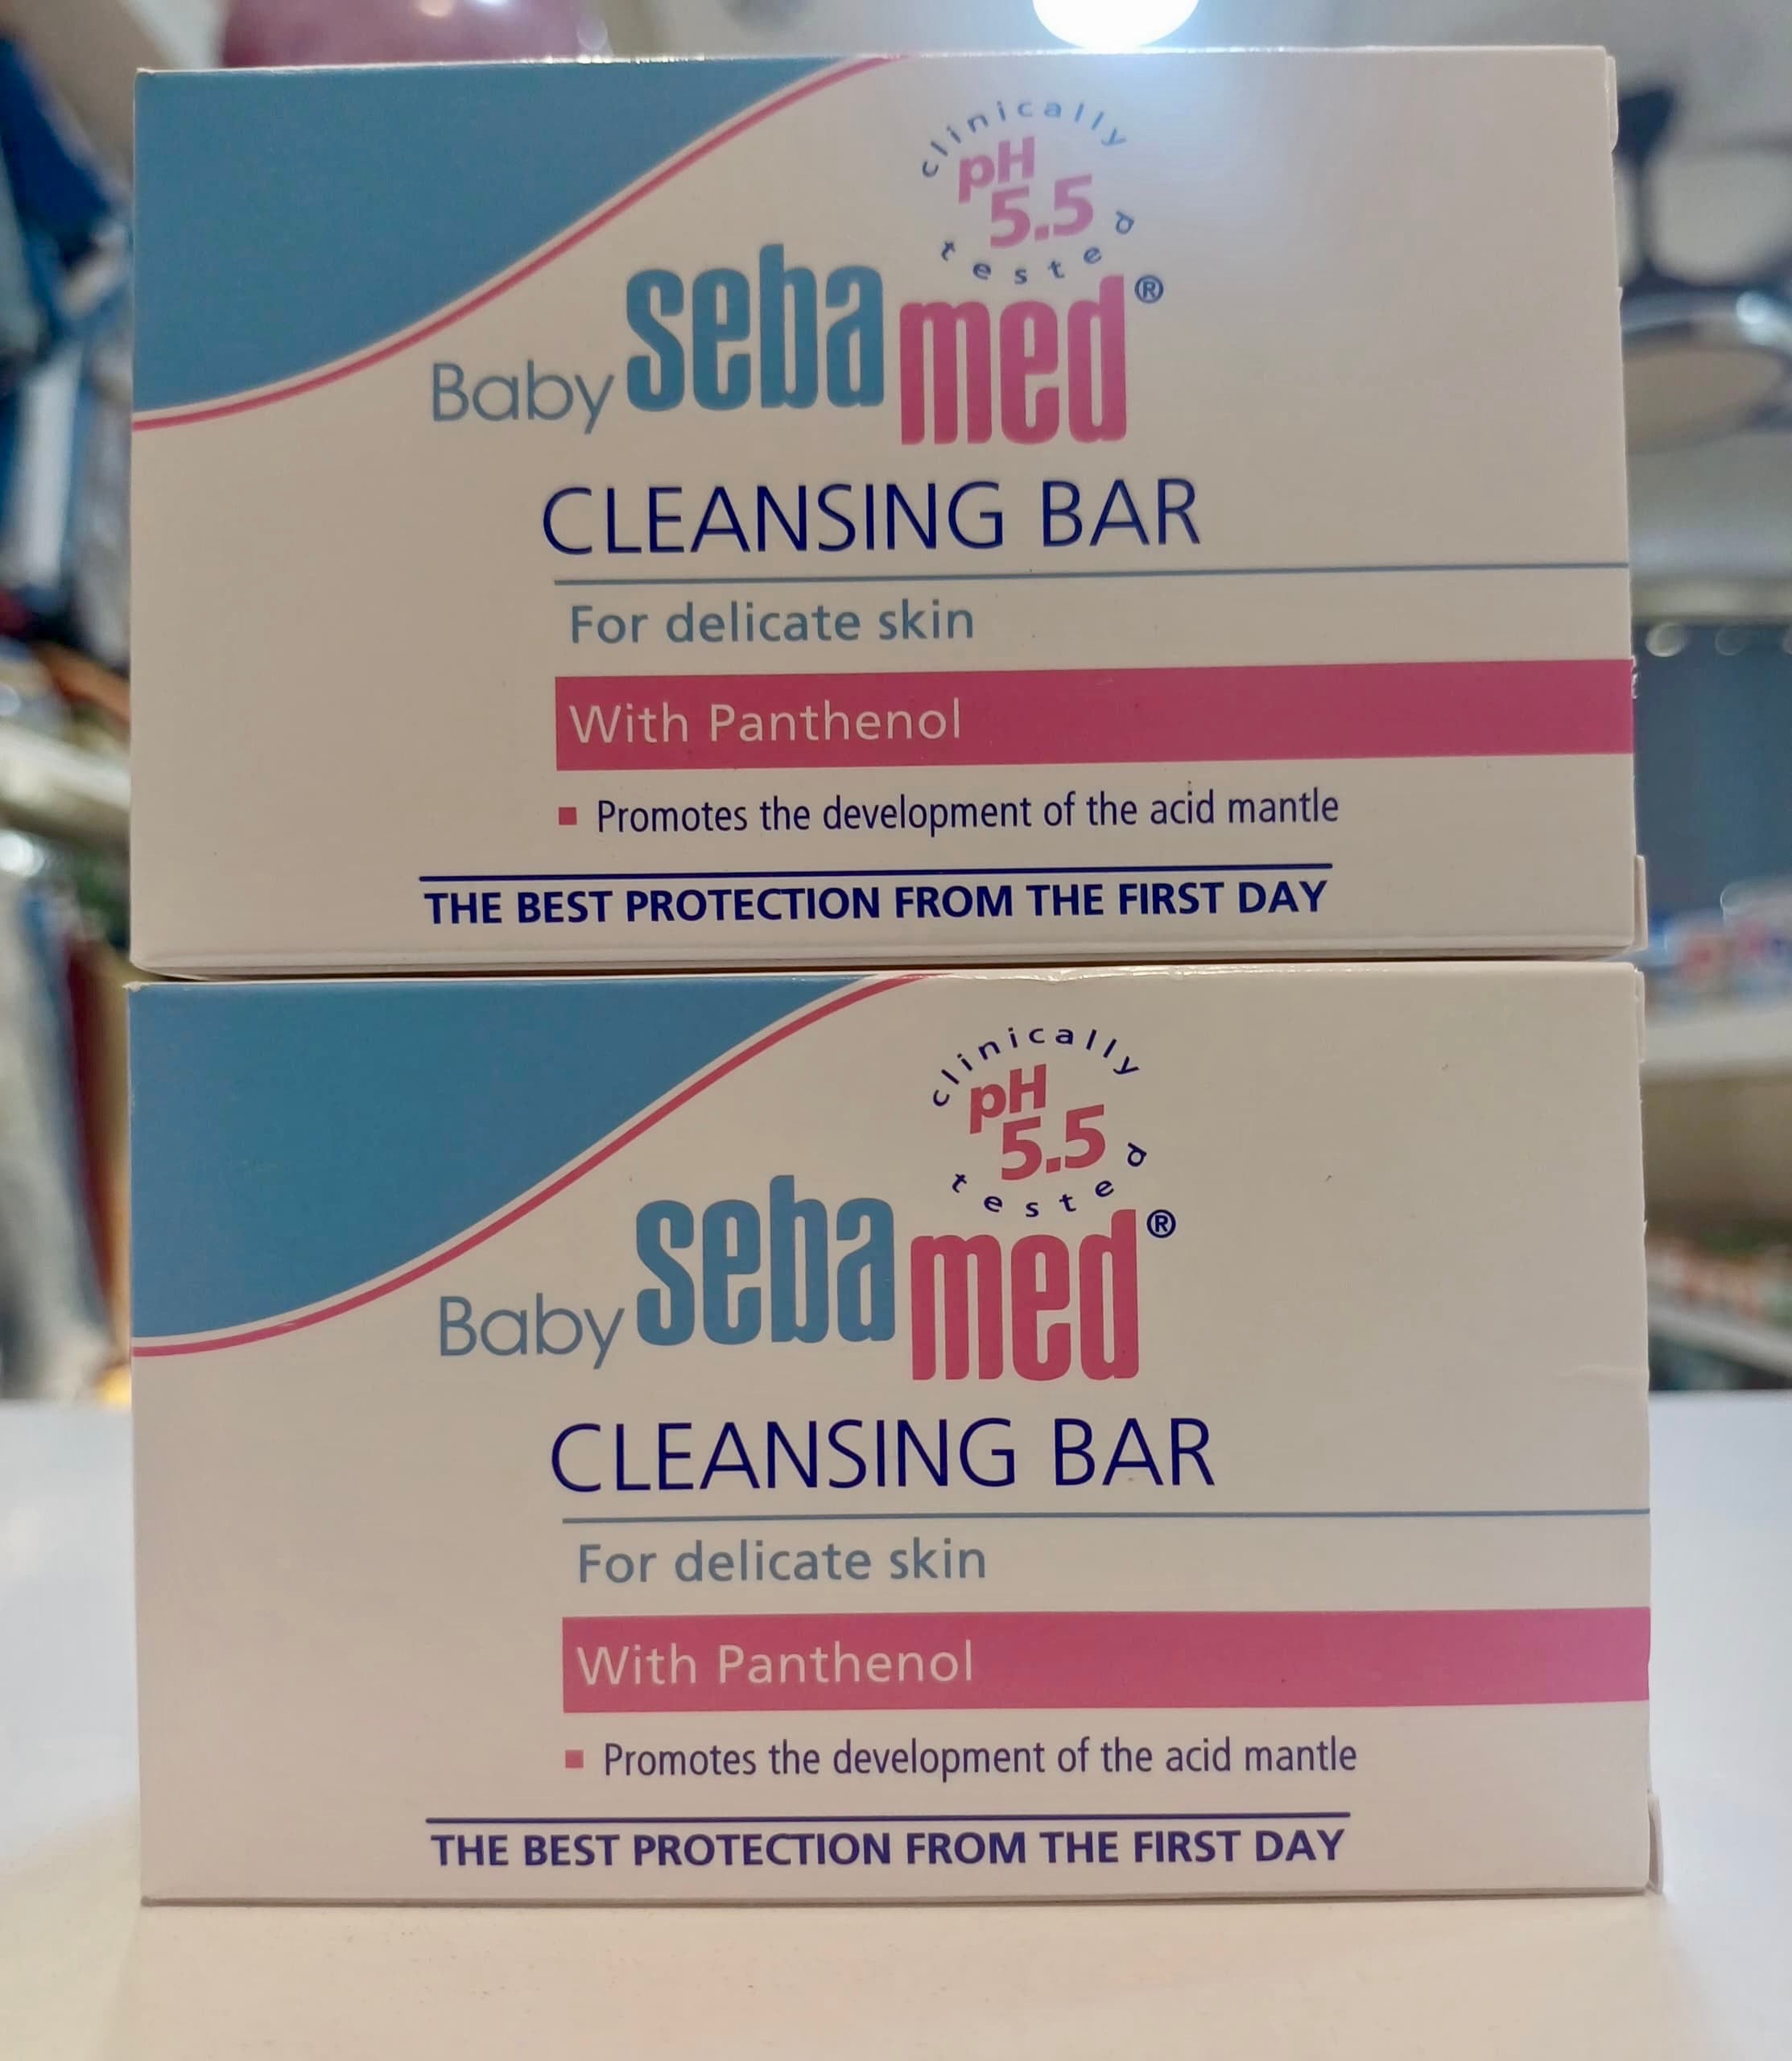 clinically
pH
5.5
tested
Baby sebamed®
CLEANSING BAR
For delicate skin
With Panthenol
▪ Promotes the development of the acid mantle
THE BEST PROTECTION FROM THE FIRST DAY
clinically
pH
5.5
tested
Baby sebamed®
CLEANSING BAR
For delicate skin
With Panthenol
▪ Promotes the development of the acid mantle
THE BEST PROTECTION FROM THE FIRST DAY